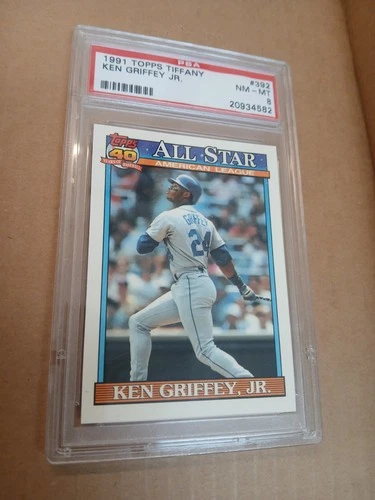 1991 TOPPS TIFFANY
KEN GRIFFEY JR.
PSA
#392
NM-MT
8
20934582
Topps
40
ALL STAR
AMERICAN LEAGUE
GRIFFEY
24
KEN GRIFFEY, JR.